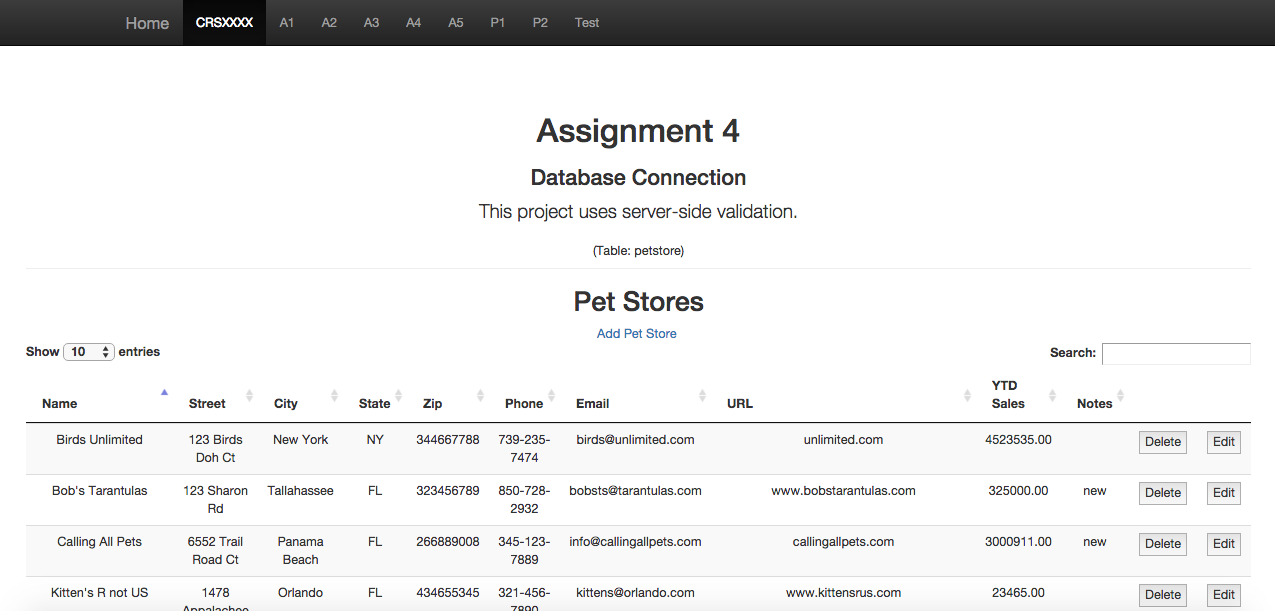 Home CRSXXXX A1 A2 A3 A4 A5 P1 P2 Test
Assignment 4
Database Connection
This project uses server-side validation.
(Table: petstore)
Pet Stores
Add Pet Store
Show 10 entries
Search:
Name Street City State Zip Phone Email URL YTD Sales Notes
Birds Unlimited 123 Birds Doh Ct New York NY 344667788 739-235-7474 birds@unlimited.com unlimited.com 4523535.00 Delete Edit
Bob's Tarantulas 123 Sharon Rd Tallahassee FL 323456789 850-728-2932 bobsts@tarantulas.com www.bobstarantulas.com 325000.00 new Delete Edit
Calling All Pets 6552 Trail Road Ct Panama Beach FL 266889008 345-123-7889 info@callingallpets.com callingallpets.com 3000911.00 new Delete Edit
Kitten's R not US 1478 Appalachee Orlando FL 434655345 321-456-7890 kittens@orlando.com www.kittensrus.com 23465.00 Delete Edit